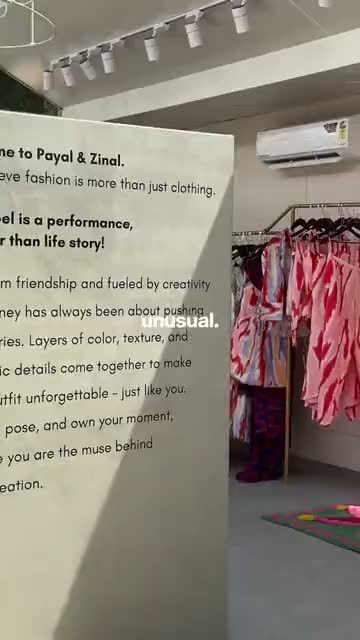 me to Payal & Zinal.
eve fashion is more than just clothing.
el is a performance,
r than life story!
m friendship and fueled by creativity
ney has always been about pushing
unusual.
ries. Layers of color, texture, and
ic details come together to make
utfit unforgettable - just like you.
pose, and own your moment,
e you are the muse behind
eation.